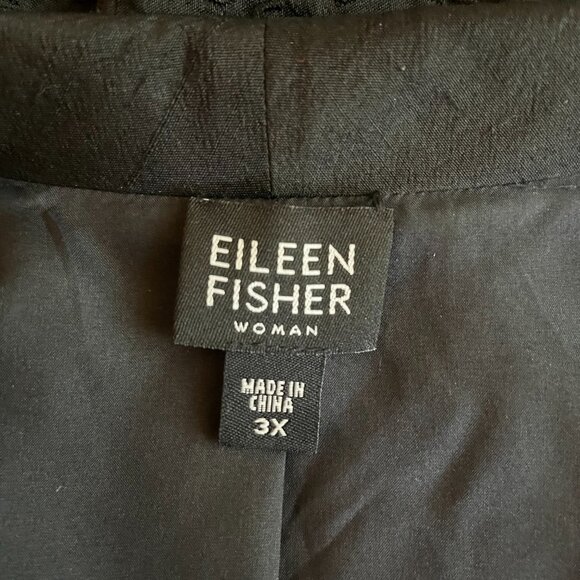 EILEEN
FISHER
WOMAN
MADE IN
CHINA
3X